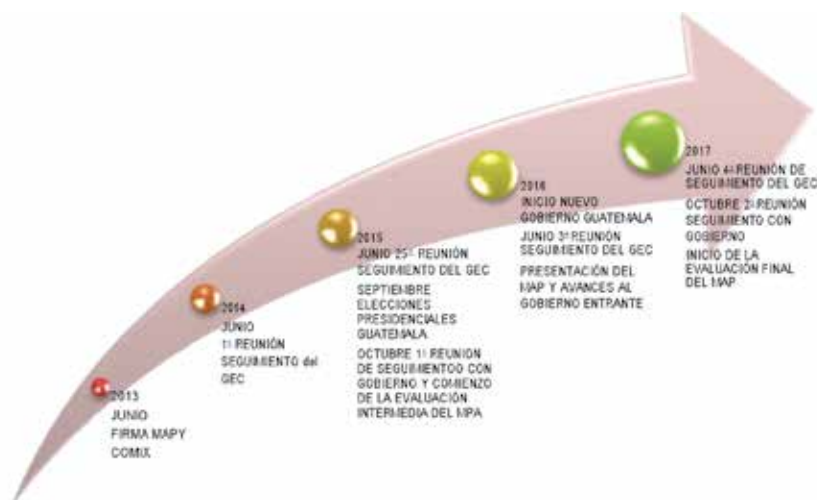 2013
JUNIO
FIRMA MAPY
COMIX
2014
JUNIO
1ª REUNIÓN
SEGUIMIENTO del
GEC
2015
JUNIO 25ª REUNIÓN
SEGUIMIENTO DEL GEC
SEPTIEMBRE
ELECCIONES
PRESIDENCIALES
GUATEMALA
OCTUBRE 1ª REUNION
DE SEGUIMIENTOO CON
GOBIERNO Y COMIENZO
DE LA EVALUACIÓN
INTERMEDIA DEL MPA
2016
INICIO NUEVO
GOBIERNO GUATEMALA
JUNIO 3ª REUNIÓN
SEGUIMIENTO DEL GEC
PRESENTACIÓN DEL
MAP Y AVANCES AL
GOBIERNO ENTRANTE
2017
JUNIO 4ª REUNIÓN DE
SEGUIMIENTO DEL GEC
OCTUBRE 2ª REUNIÓN
SEGUIMIENTO CON
GOBIERNO
INICIO DE LA
EVALUACIÓN FINAL
DEL MAP